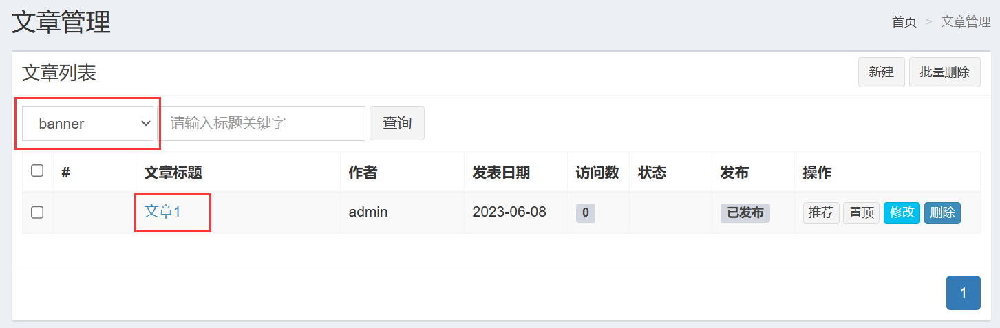 文章管理
首页 > 文章管理
文章列表
新建 批量删除
banner 请输入标题关键字 查询
# 文章标题 作者 发表日期 访问数 状态 发布 操作
文章1 admin 2023-06-08 0 已发布 推荐 置顶 修改 删除
1